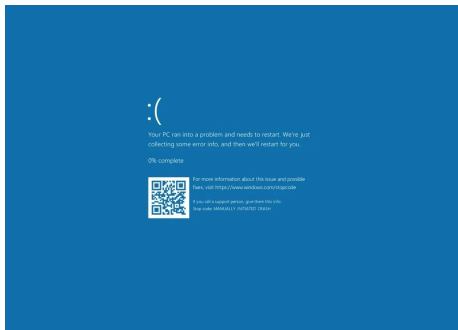 :(
Your PC ran into a problem and needs to restart. We're just
collecting some error info, and then we'll restart for you.
0% complete
For more information about this issue and possible
fixes, visit https://www.windows.com/stopcode
If you call a support person, give them this info:
Stop code: MANUALLY INITIATED CRASH